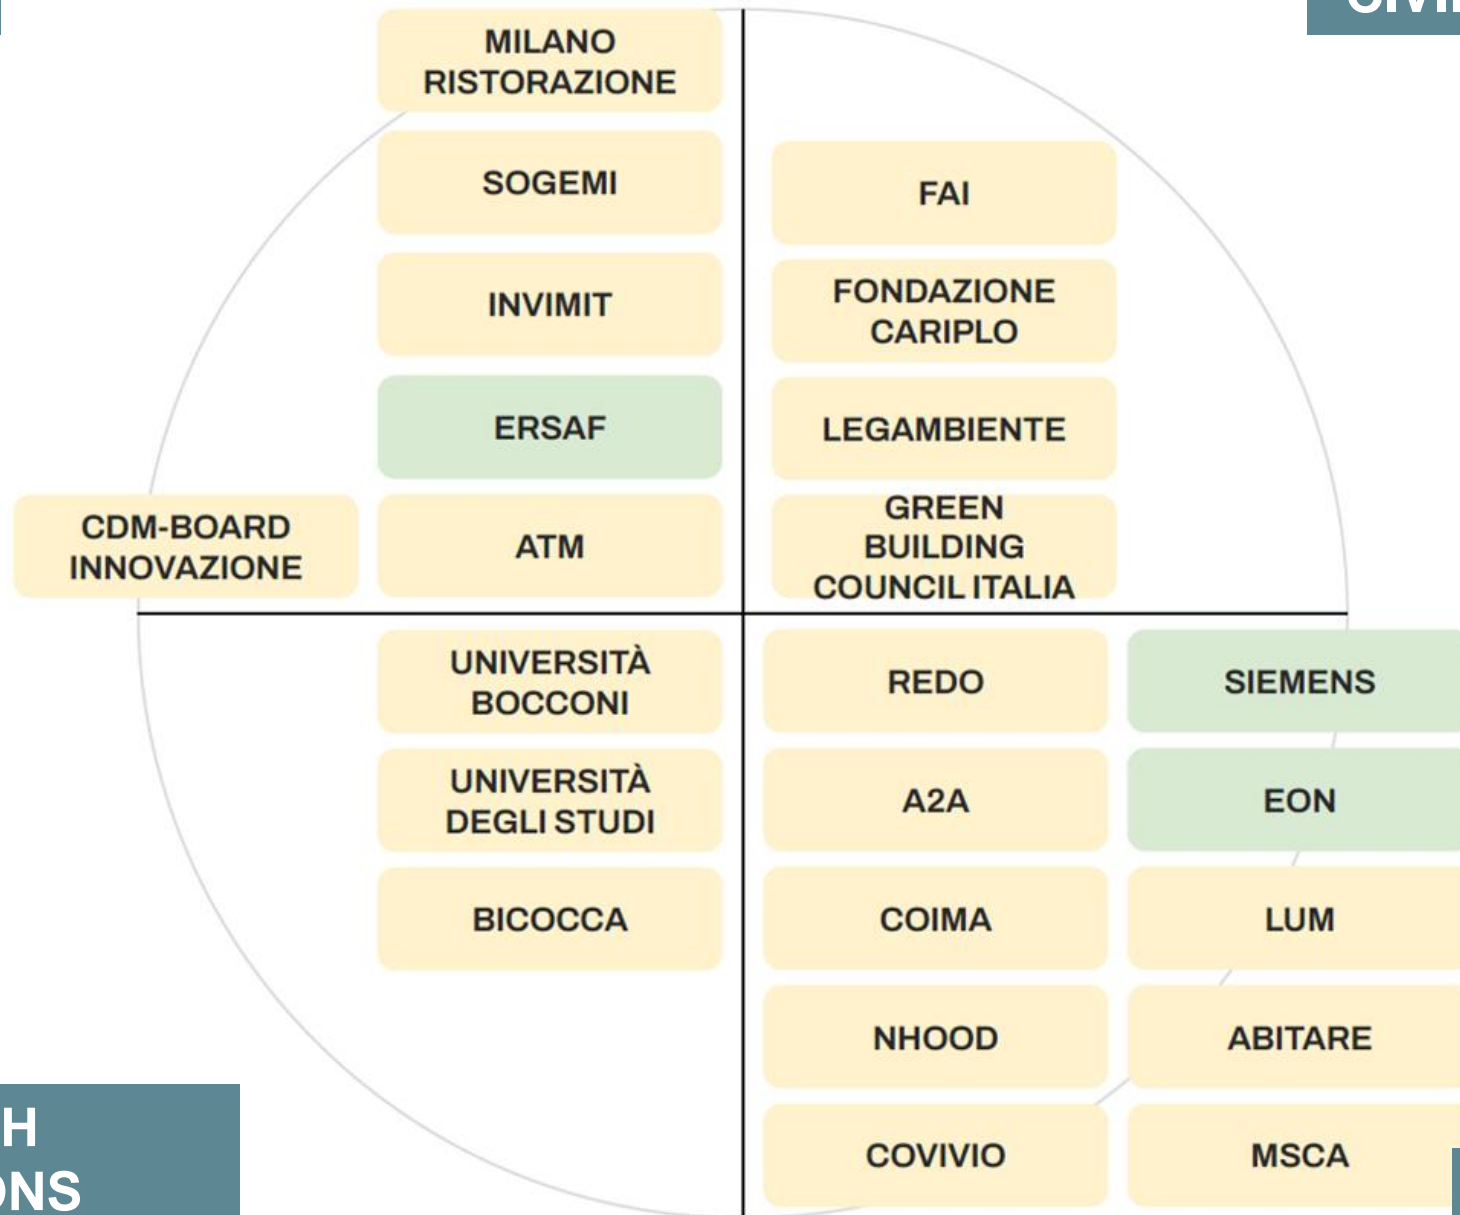 MILANO
RISTORAZIONE
SOGEMI
INVIMIT
ERSAF
CDM-BOARD
INNOVAZIONE
ATM
FAI
FONDAZIONE
CARIPLO
LEGAMBIENTE
GREEN
BUILDING
COUNCIL ITALIA
UNIVERSITÀ
BOCCONI
UNIVERSITÀ
DEGLI STUDI
BICOCCA
REDO
SIEMENS
A2A
EON
COIMA
LUM
NHOOD
ABITARE
COVIVIO
MSCA
H
ONS